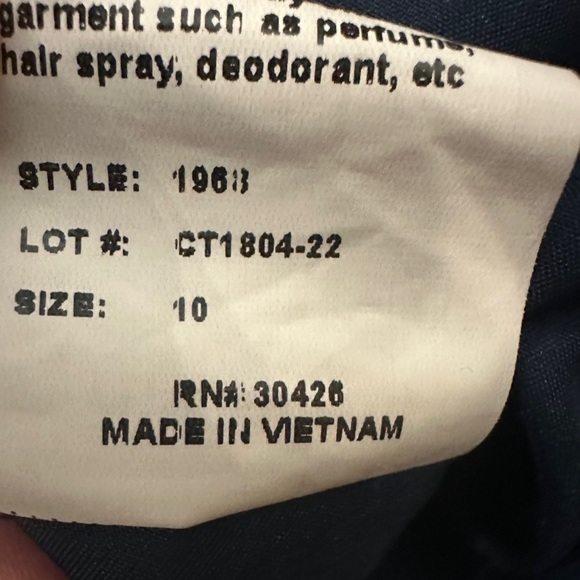 garment such as perfume,
hair spray, deodorant, etc
STYLE: 1968
LOT #: CT1804-22
SIZE: 10
RN#: 30426
MADE IN VIETNAM